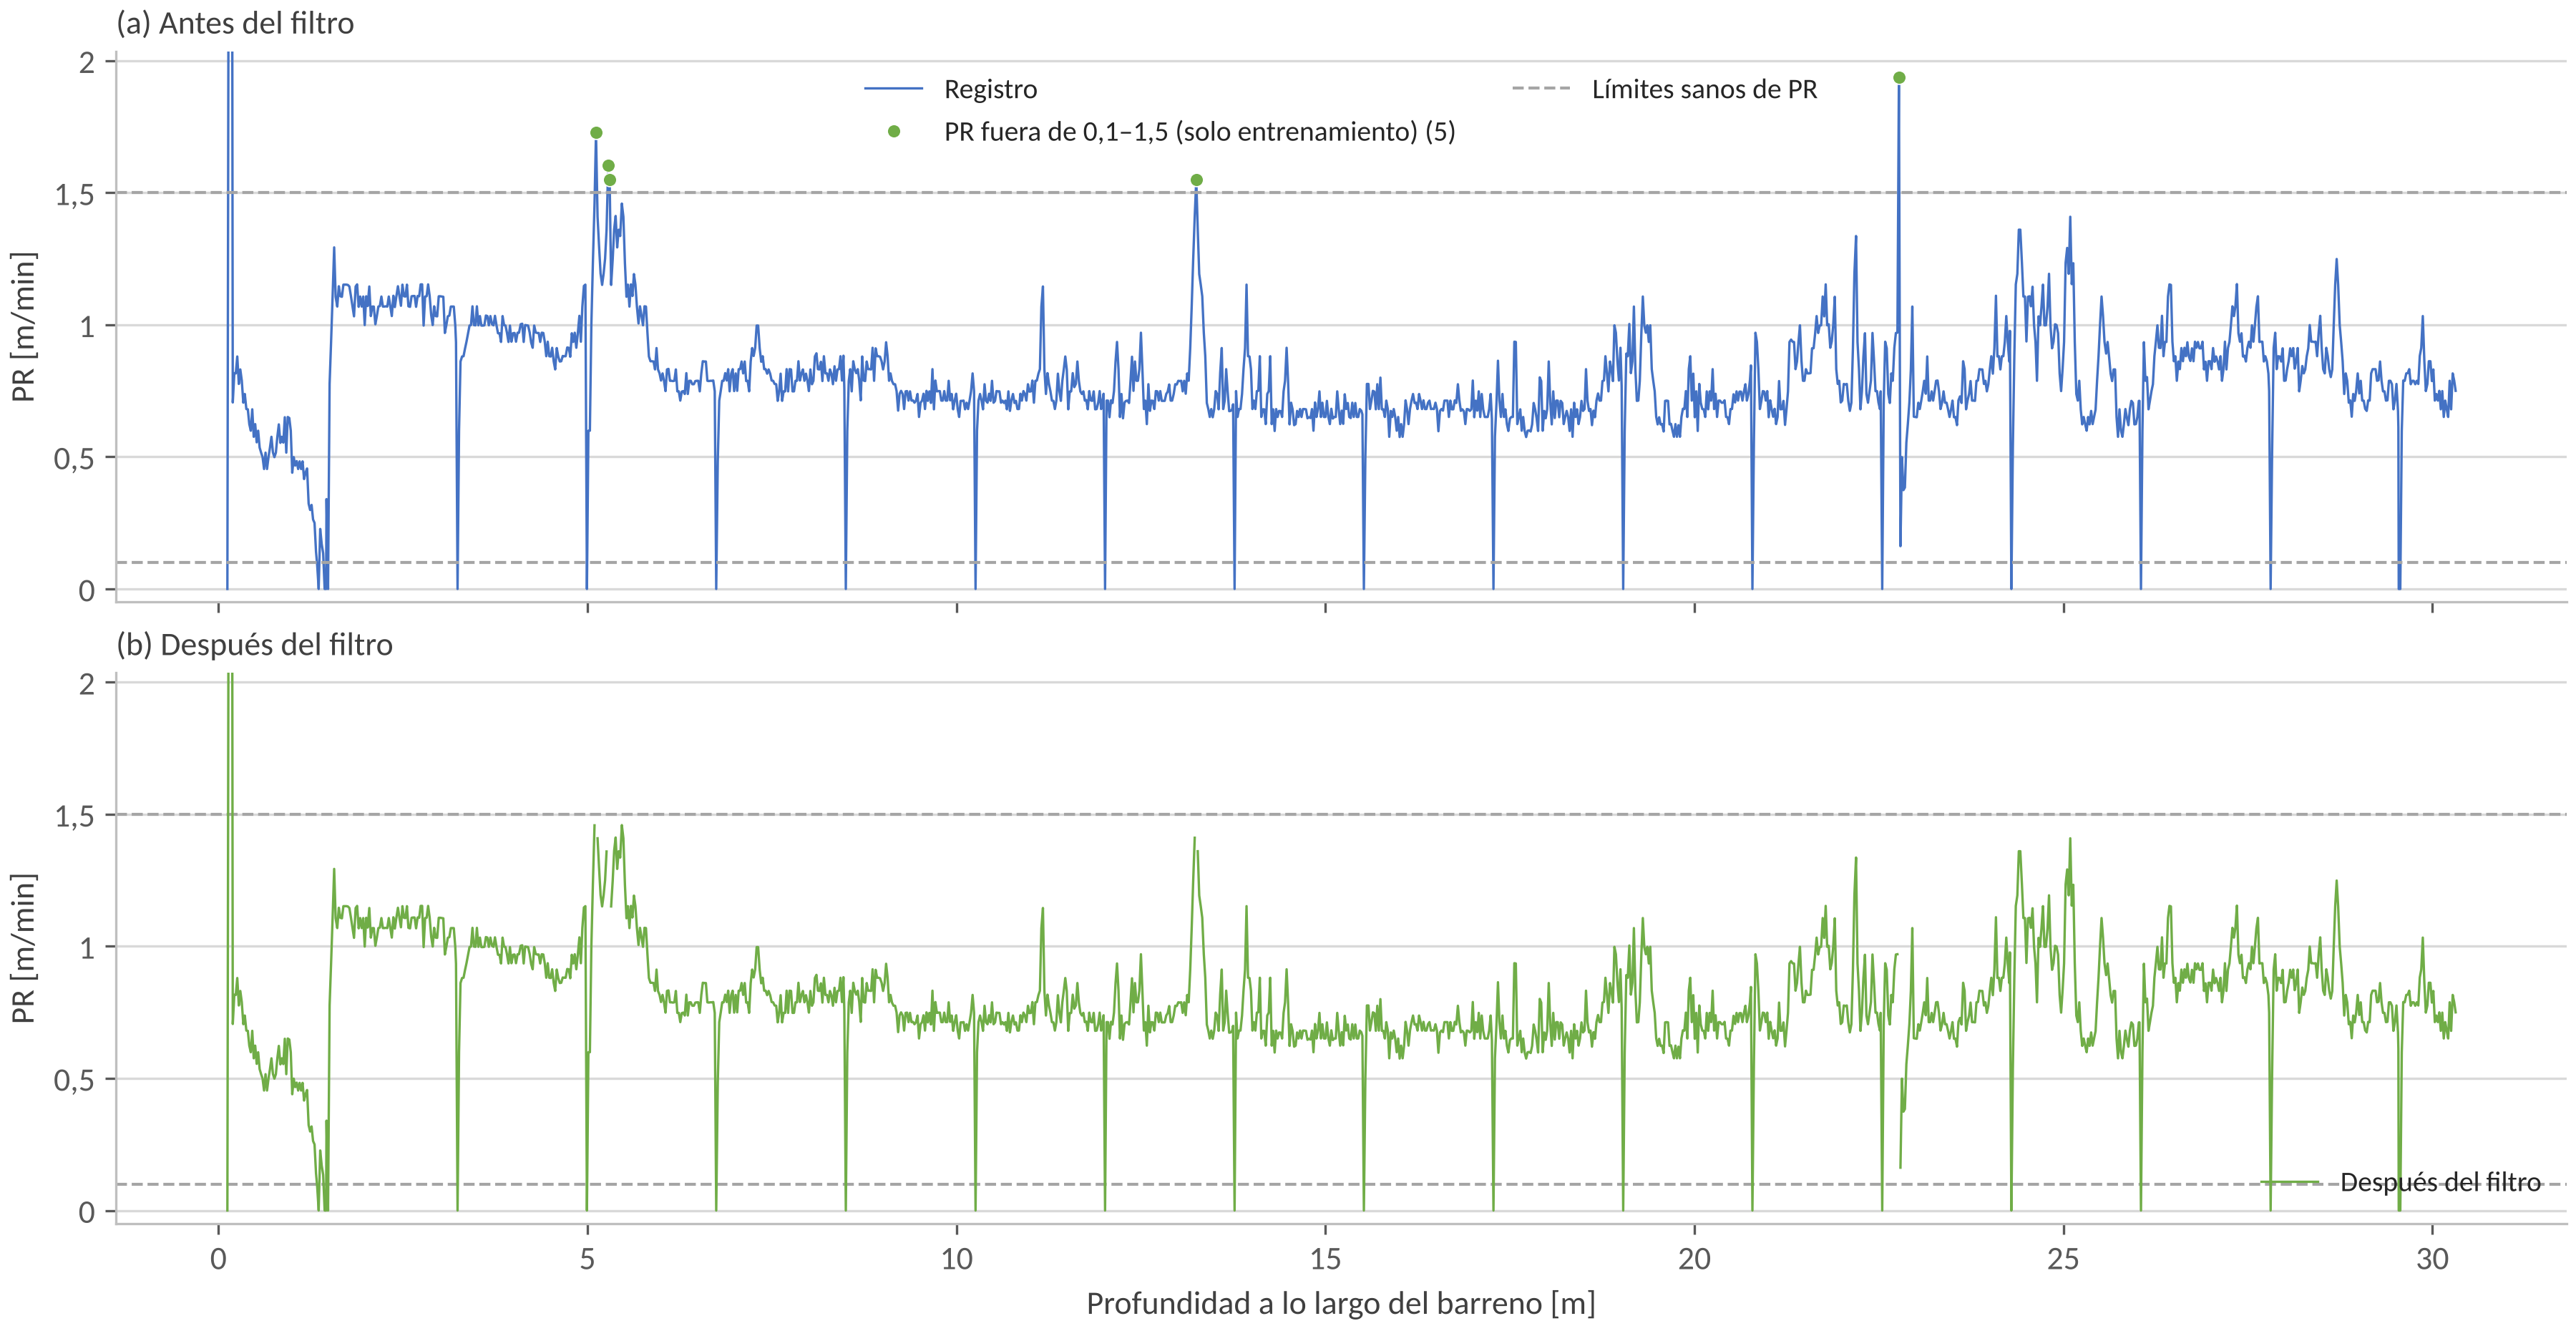 (a) Antes del filtro
2
1,5
1
0,5
0
PR [m/min]
Registro
PR fuera de 0,1–1,5 (solo entrenamiento) (5)
Límites sanos de PR
(b) Después del filtro
2
1,5
1
0,5
0
PR [m/min]
Después del filtro
0 5 10 15 20 25 30
Profundidad a lo largo del barreno [m]